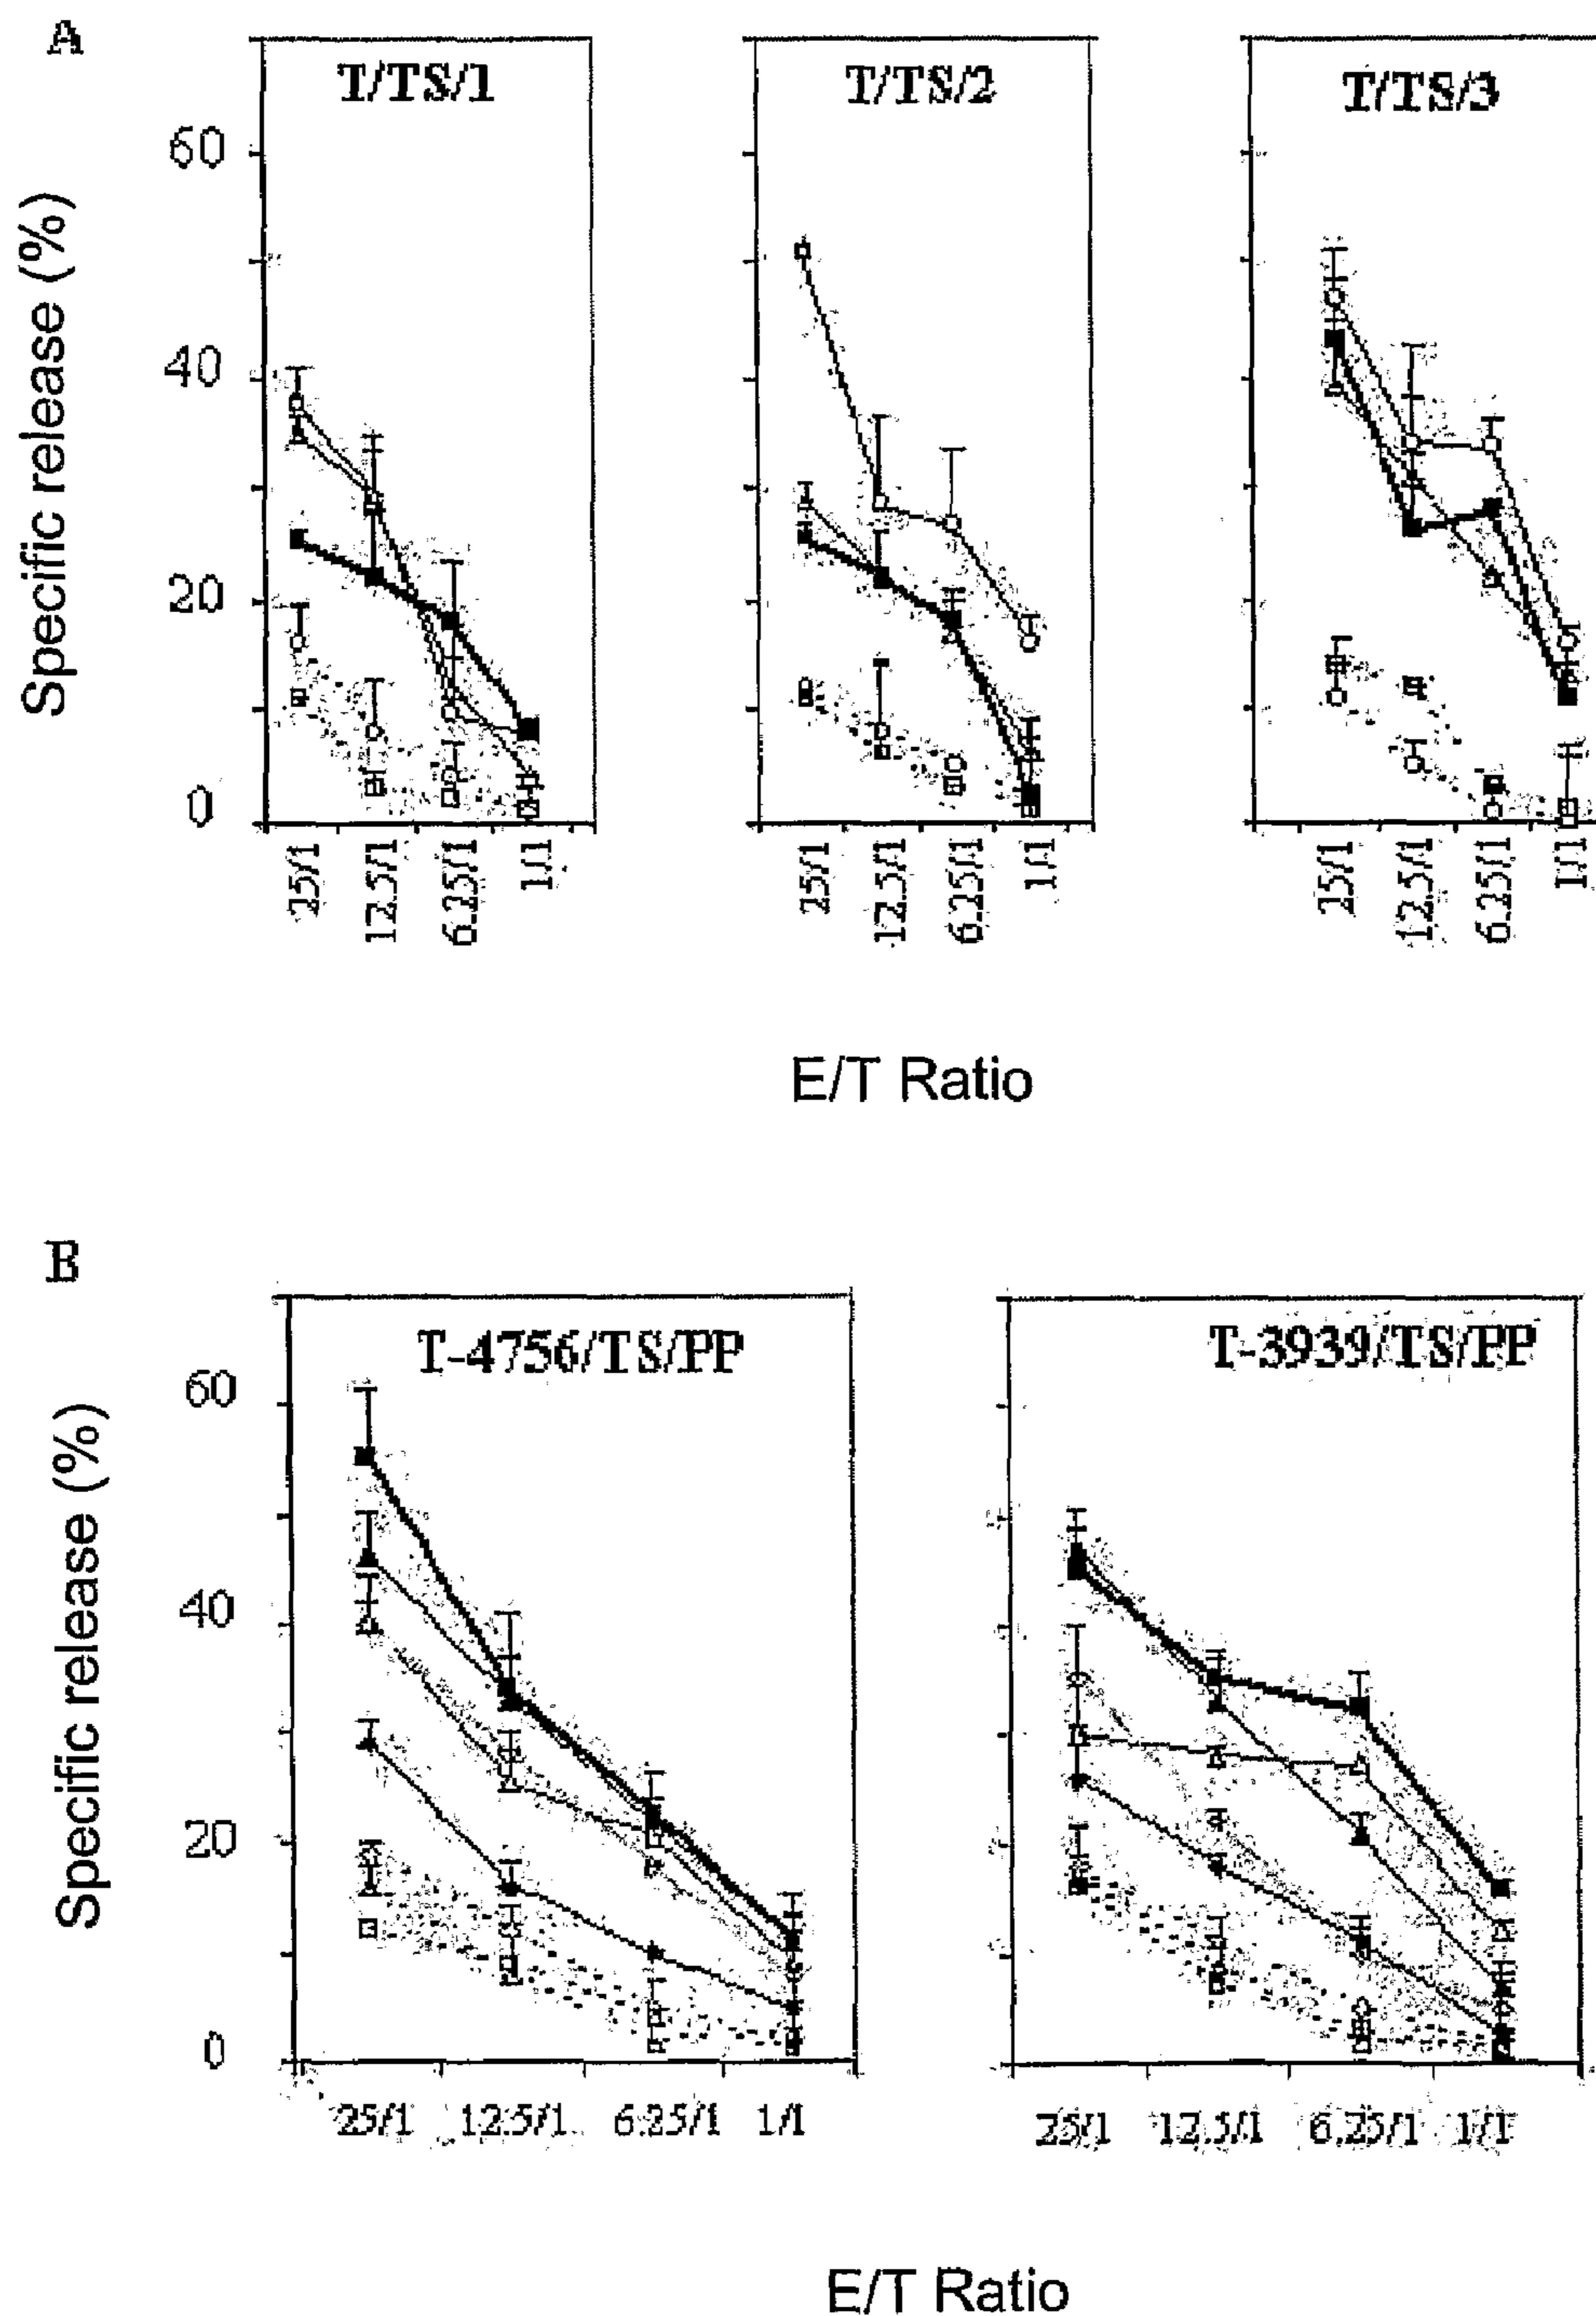 A
T/TS/1
T/TS/2
T/TS/3
Specific release (%)
60
40
20
0
25/1
12.5/1
6.25/1
1/1
25/1
12.5/1
6.25/1
1/1
25/1
12.5/1
6.25/1
1/1
E/T Ratio
B
T-4756/TS/PP
T-3939/TS/PP
Specific release (%)
60
40
20
0
25/1 12.5/1 6.25/1 1/1
25/1 12.5/1 6.25/1 1/1
E/T Ratio